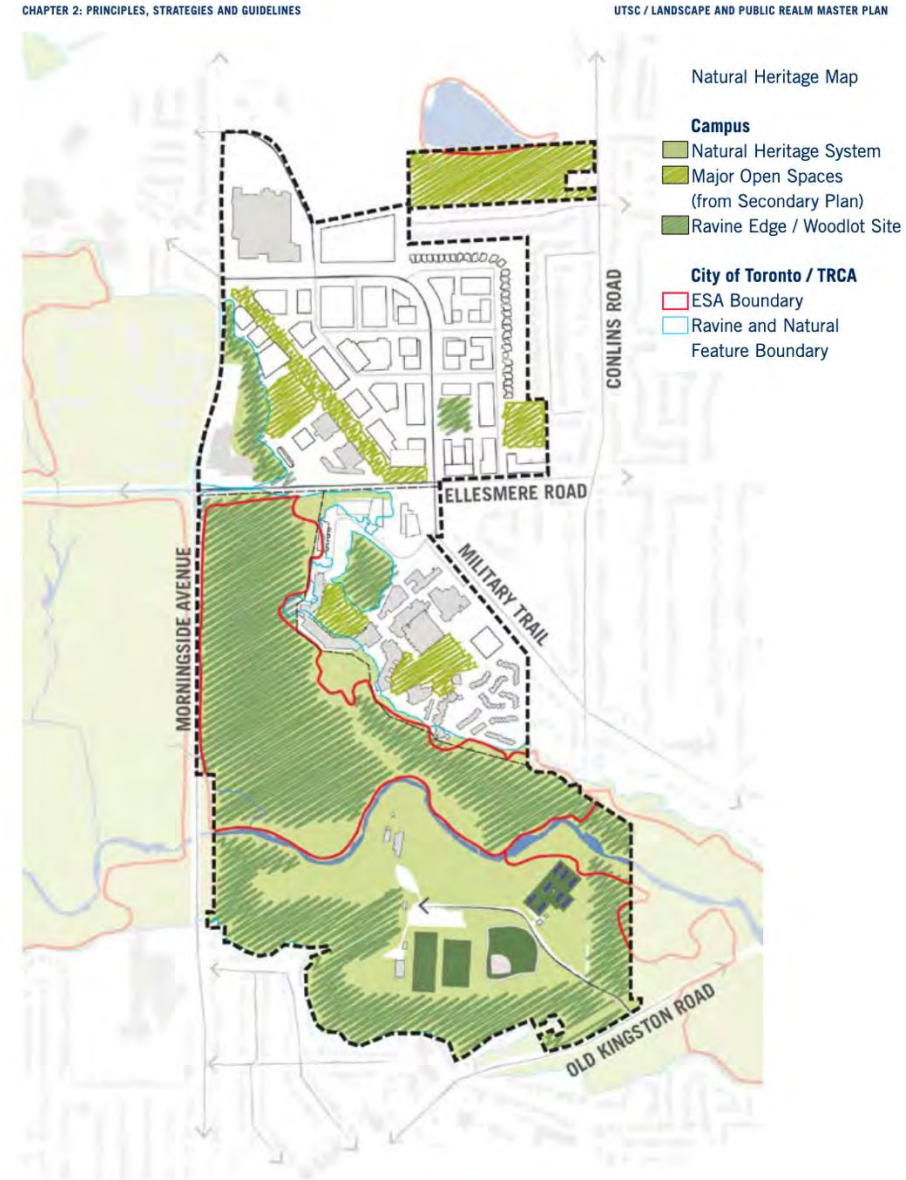 CHAPTER 2: PRINCIPLES, STRATEGIES AND GUIDELINES
UTSC / LANDSCAPE AND PUBLIC REALM MASTER PLAN
Natural Heritage Map
Campus
Natural Heritage System
Major Open Spaces
(from Secondary Plan)
Ravine Edge / Woodlot Site
City of Toronto / TRCA
ESA Boundary
Ravine and Natural
Feature Boundary
CONLINS ROAD
ELLESMERE ROAD
MILITARY TRAIL
MORNINGSIDE AVENUE
OLD KINGSTON ROAD